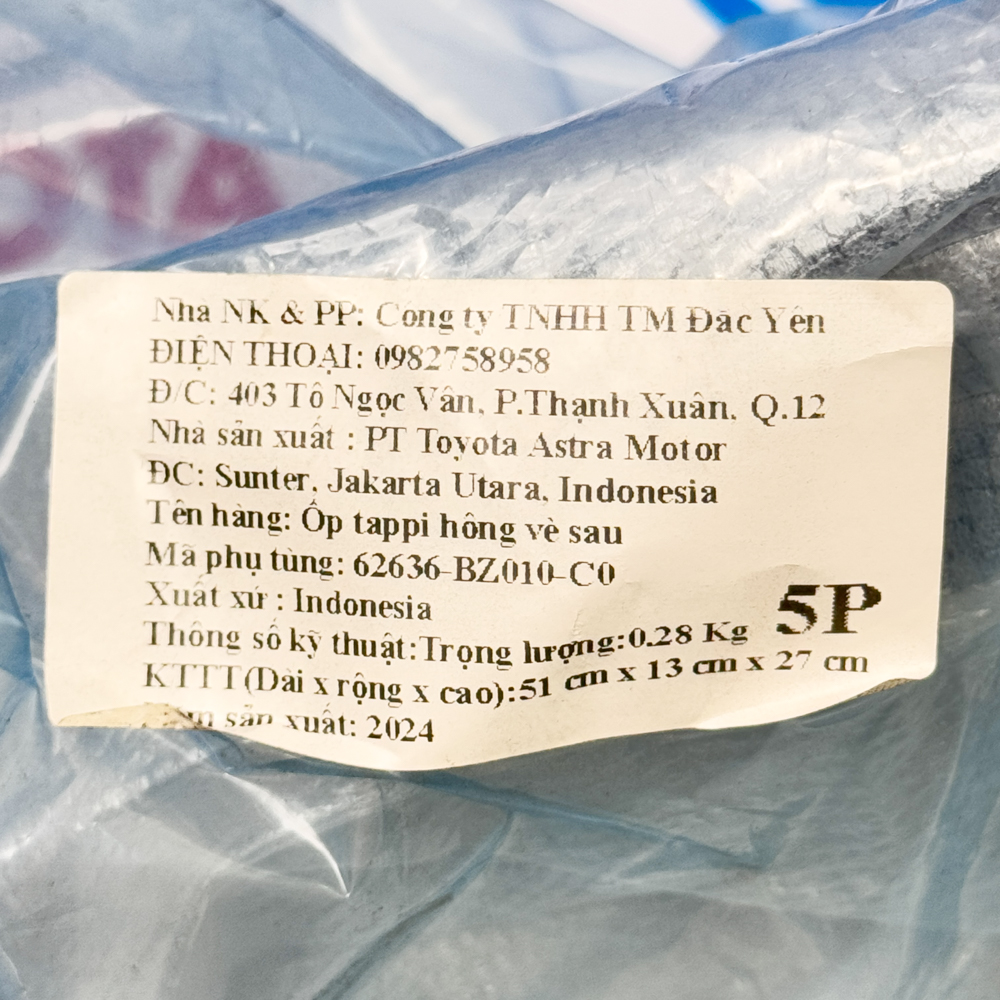 Nhà NK & PP: Công ty TNHH TM Đăc Yên
ĐIỆN THOẠI: 0982758958
Đ/C: 403 Tô Ngọc Vân, P.Thạnh Xuân, Q.12
Nhà sản xuất : PT Toyota Astra Motor
ĐC: Sunter, Jakarta Utara, Indonesia
Tên hàng: Ốp tappi hông vè sau
Mã phụ tùng: 62636-BZ010-C0
Xuất xứ : Indonesia
5P
Thông số kỹ thuật:Trọng lượng:0.28 Kg
KTTT(Dài x rộng x cao):51 cm x 13 cm x 27 cm
sản xuất: 2024